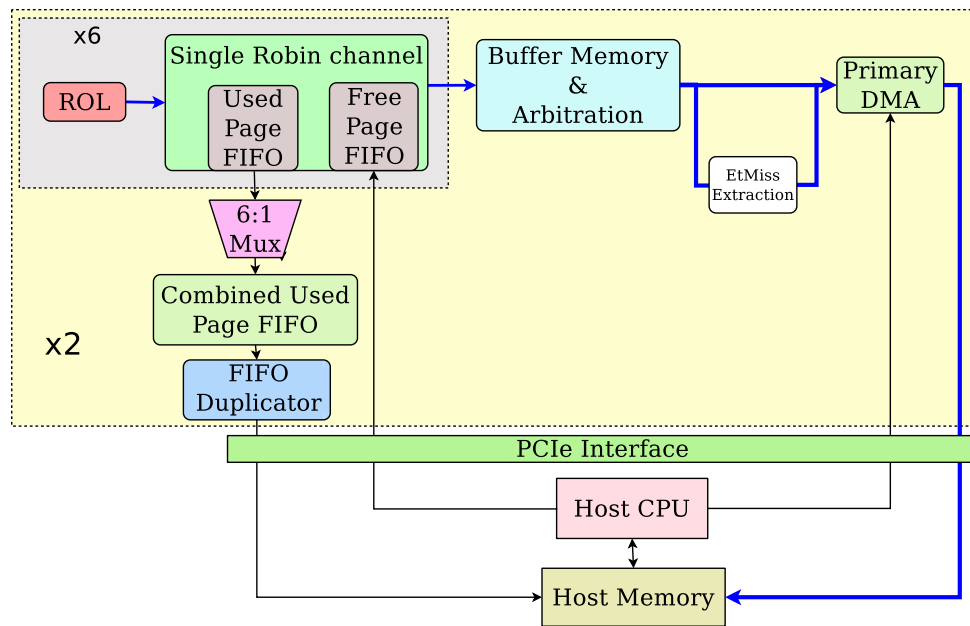 x6
Single Robin channel
ROL
Used
Page
FIFO
Free
Page
FIFO
Buffer Memory
&
Arbitration
Primary
DMA
EtMiss
Extraction
6:1
Mux
Combined Used
Page FIFO
x2
FIFO
Duplicator
PCIe Interface
Host CPU
Host Memory